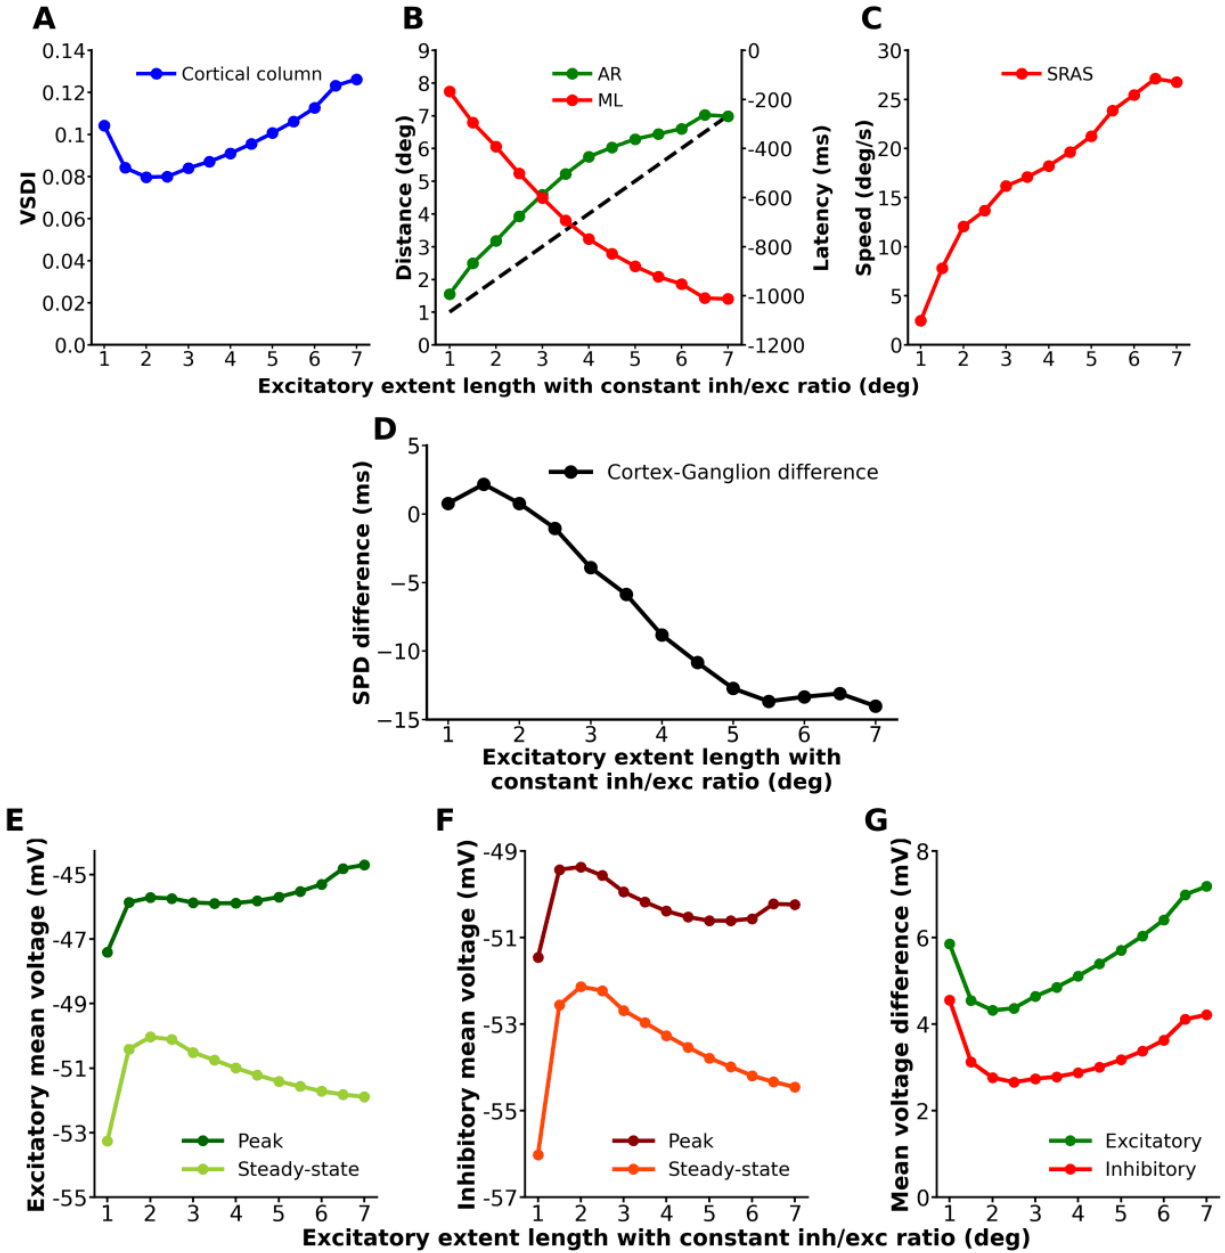 A
VSDI
0.14
0.12
0.1
0.08
0.06
0.04
0.02
0.0
Cortical column
1 2 3 4 5 6 7
B
Distance (deg)
9
8
7
6
5
4
3
2
1
0
AR
ML
0
-200
-400
-600
-800
-1000
-1200
Latency (ms)
1 2 3 4 5 6 7
C
Speed (deg/s)
30
25
20
15
10
5
0
SRAS
1 2 3 4 5 6 7
Excitatory extent length with constant inh/exc ratio (deg)
D
SPD difference (ms)
5
0
−5
−10
−15
Cortex-Ganglion difference
1 2 3 4 5 6 7
Excitatory extent length with
constant inh/exc ratio (deg)
E
Excitatory mean voltage (mV)
-45
-47
-49
-51
-53
-55
Peak
Steady-state
1 2 3 4 5 6 7
F
Inhibitory mean voltage (mV)
-49
-51
-53
-55
-57
Peak
Steady-state
1 2 3 4 5 6 7
G
Mean voltage difference (mV)
8
6
4
2
0
Excitatory
Inhibitory
1 2 3 4 5 6 7
Excitatory extent length with constant inh/exc ratio (deg)